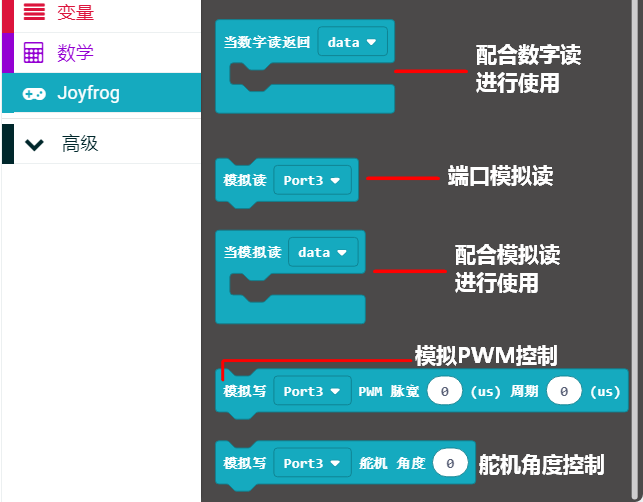 变量
数学
Joyfrog
高级
当数字读返回 data
配合数字读
进行使用
模拟读 Port3
端口模拟读
当模拟读 data
配合模拟读
进行使用
模拟PWM控制
模拟写 Port3 PWM 脉宽 0 (us) 周期 0 (us)
模拟写 Port3 舵机 角度 0
舵机角度控制